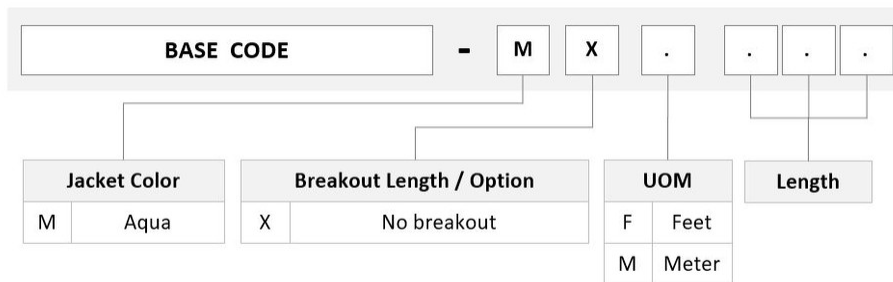 BASE CODE - M X . . . .
Jacket Color Breakout Length / Option UOM Length
M Aqua X No breakout F Feet
M Meter